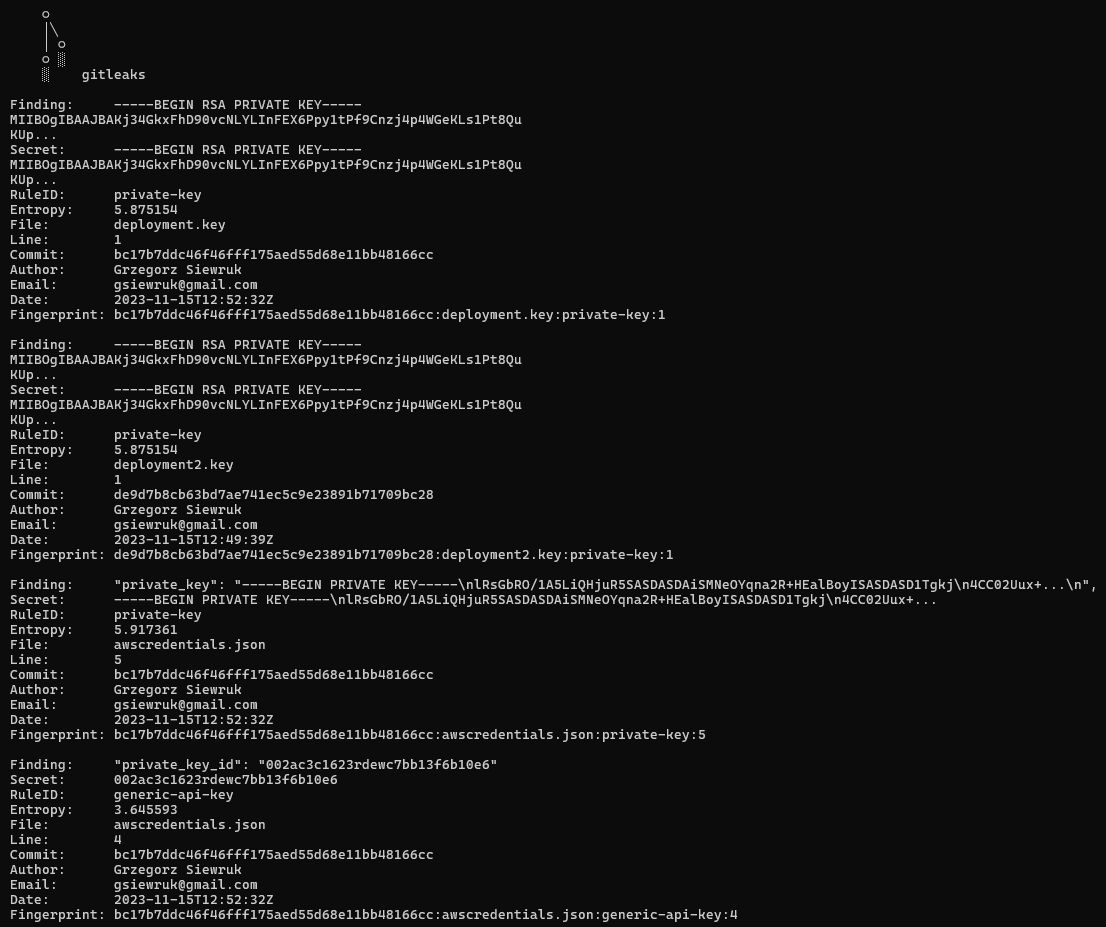 ○
    │╲
    │ ○
    ○ ░
    ░    gitleaks

Finding:     -----BEGIN RSA PRIVATE KEY-----
MIIBOgIBAAJBAKj34GkxFhD90vcNLYLInFEX6Ppy1tPf9Cnzj4p4WGeKLs1Pt8Qu
KUp...
Secret:      -----BEGIN RSA PRIVATE KEY-----
MIIBOgIBAAJBAKj34GkxFhD90vcNLYLInFEX6Ppy1tPf9Cnzj4p4WGeKLs1Pt8Qu
KUp...
RuleID:      private-key
Entropy:     5.875154
File:        deployment.key
Line:        1
Commit:      bc17b7ddc46f46fff175aed55d68e11bb48166cc
Author:      Grzegorz Siewruk
Email:       gsiewruk@gmail.com
Date:        2023-11-15T12:52:32Z
Fingerprint: bc17b7ddc46f46fff175aed55d68e11bb48166cc:deployment.key:private-key:1

Finding:     -----BEGIN RSA PRIVATE KEY-----
MIIBOgIBAAJBAKj34GkxFhD90vcNLYLInFEX6Ppy1tPf9Cnzj4p4WGeKLs1Pt8Qu
KUp...
Secret:      -----BEGIN RSA PRIVATE KEY-----
MIIBOgIBAAJBAKj34GkxFhD90vcNLYLInFEX6Ppy1tPf9Cnzj4p4WGeKLs1Pt8Qu
KUp...
RuleID:      private-key
Entropy:     5.875154
File:        deployment2.key
Line:        1
Commit:      de9d7b8cb63bd7ae741ec5c9e23891b71709bc28
Author:      Grzegorz Siewruk
Email:       gsiewruk@gmail.com
Date:        2023-11-15T12:49:39Z
Fingerprint: de9d7b8cb63bd7ae741ec5c9e23891b71709bc28:deployment2.key:private-key:1

Finding:     "private_key": "-----BEGIN PRIVATE KEY-----\nlRsGbRO/1A5LiQHjuR5SASDASDAiSMNeOYqna2R+HEalBoyISASDASD1Tgkj\n4CC02Uux+...\n",
Secret:      -----BEGIN PRIVATE KEY-----\nlRsGbRO/1A5LiQHjuR5SASDASDAiSMNeOYqna2R+HEalBoyISASDASD1Tgkj\n4CC02Uux+...
RuleID:      private-key
Entropy:     5.917361
File:        awscredentials.json
Line:        5
Commit:      bc17b7ddc46f46fff175aed55d68e11bb48166cc
Author:      Grzegorz Siewruk
Email:       gsiewruk@gmail.com
Date:        2023-11-15T12:52:32Z
Fingerprint: bc17b7ddc46f46fff175aed55d68e11bb48166cc:awscredentials.json:private-key:5

Finding:     "private_key_id": "002ac3c1623rdewc7bb13f6b10e6"
Secret:      002ac3c1623rdewc7bb13f6b10e6
RuleID:      generic-api-key
Entropy:     3.645593
File:        awscredentials.json
Line:        4
Commit:      bc17b7ddc46f46fff175aed55d68e11bb48166cc
Author:      Grzegorz Siewruk
Email:       gsiewruk@gmail.com
Date:        2023-11-15T12:52:32Z
Fingerprint: bc17b7ddc46f46fff175aed55d68e11bb48166cc:awscredentials.json:generic-api-key:4